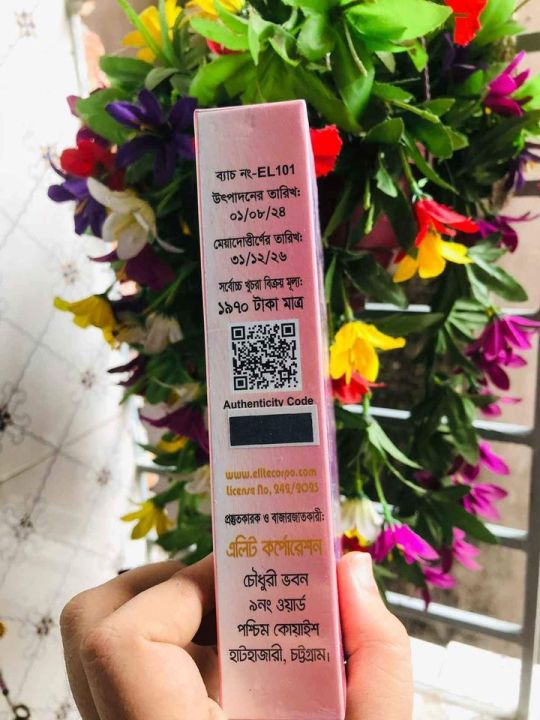 ব্যাচ নং-EL101
উৎপাদনের তারিখ:
০১/০৮/২৪
মেয়াদোত্তীর্ণের তারিখ:
৩১/১২/২৬
সর্বোচ্চ খুচরা বিক্রয় মূল্য:
১৯৭০ টাকা মাত্র
Authenticity Code
www.elitecorpo.com
License No, 242/2023
প্রস্তুতকারক ও বাজারজাতকারী:
এলিট কর্পোরেশন
চৌধুরী ভবন
৯নং ওয়ার্ড
পশ্চিম কোয়াইশ
হাটহাজারী, চট্টগ্রাম।